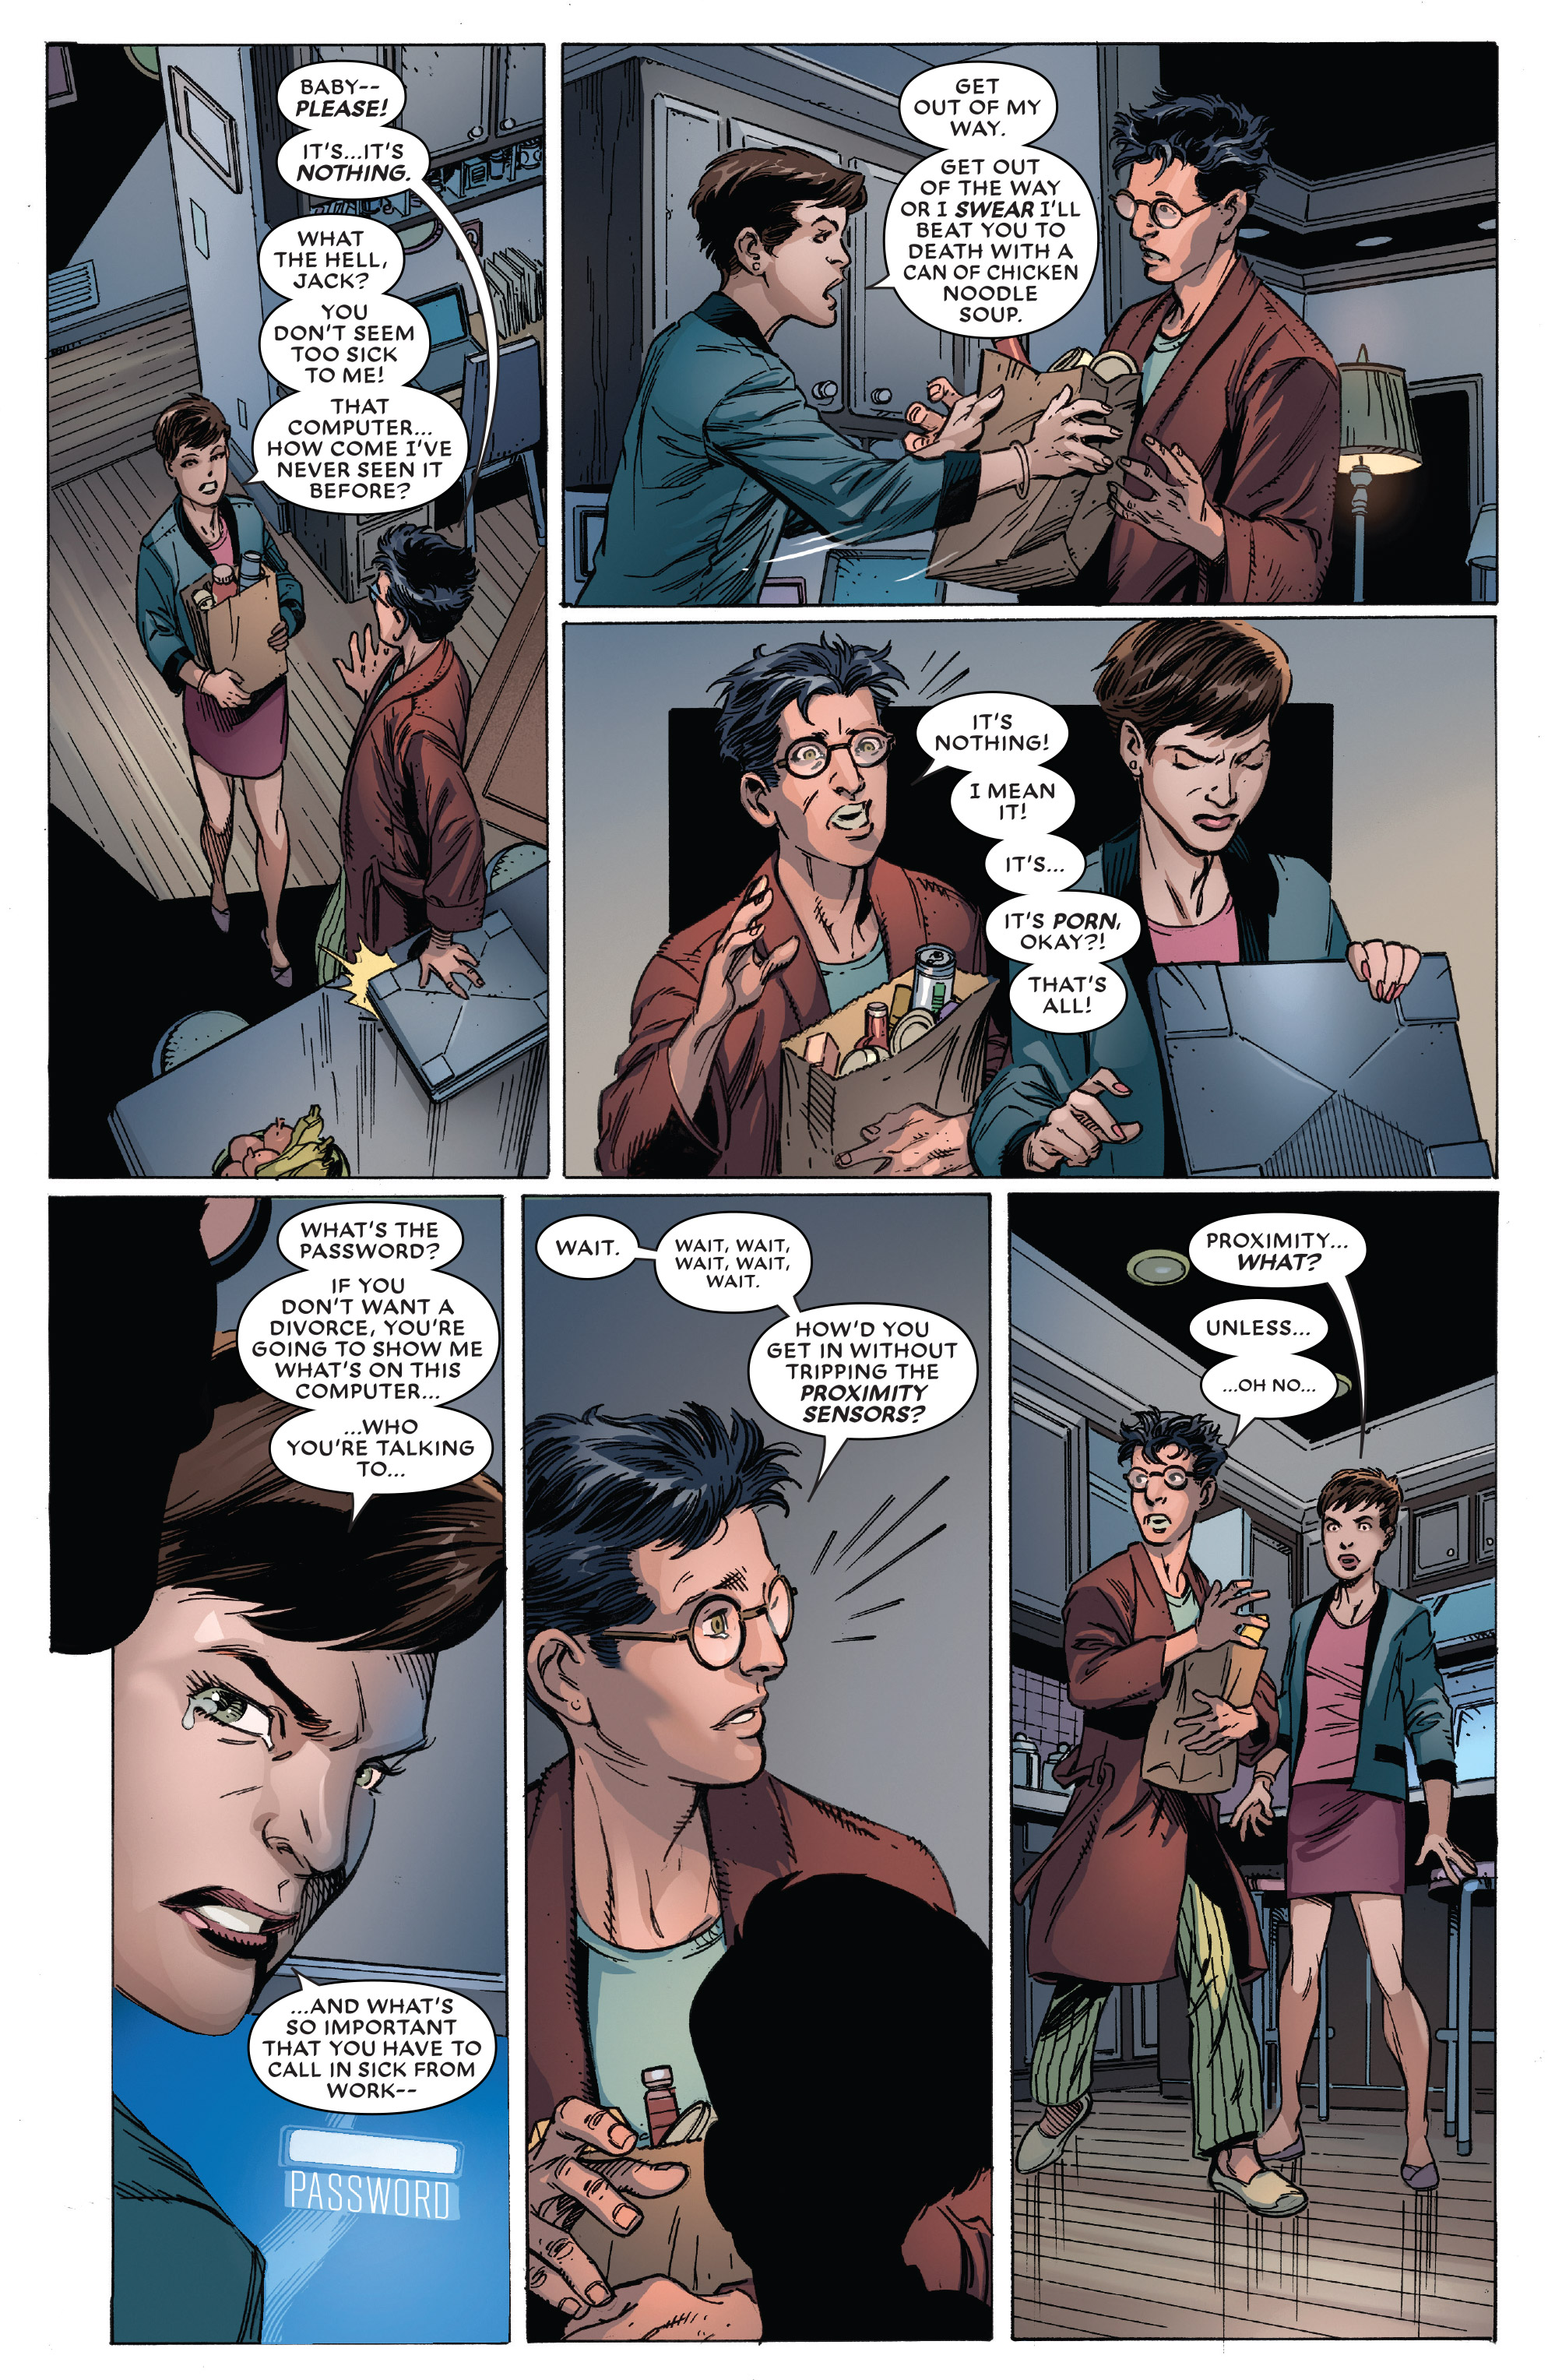 BABY--
PLEASE!
IT'S...IT'S
NOTHING.
WHAT
THE HELL,
JACK?
YOU
DON'T SEEM
TOO SICK
TO ME!
THAT
COMPUTER...
HOW COME I'VE
NEVER SEEN IT
BEFORE?
GET
OUT OF MY
WAY.
GET OUT
OF THE WAY
OR I SWEAR I'LL
BEAT YOU TO
DEATH WITH A
CAN OF CHICKEN
NOODLE
SOUP.
IT'S
NOTHING!
I MEAN
IT!
IT'S...
IT'S PORN,
OKAY?!
THAT'S
ALL!
WHAT'S THE
PASSWORD?
IF YOU
DON'T WANT A
DIVORCE, YOU'RE
GOING TO SHOW ME
WHAT'S ON THIS
COMPUTER...
...WHO
YOU'RE TALKING
TO...
...AND WHAT'S
SO IMPORTANT
THAT YOU HAVE TO
CALL IN SICK FROM
WORK--
PASSWORD
WAIT.
WAIT, WAIT,
WAIT, WAIT,
WAIT.
HOW'D YOU
GET IN WITHOUT
TRIPPING THE
PROXIMITY
SENSORS?
PROXIMITY...
WHAT?
UNLESS...
...OH NO...